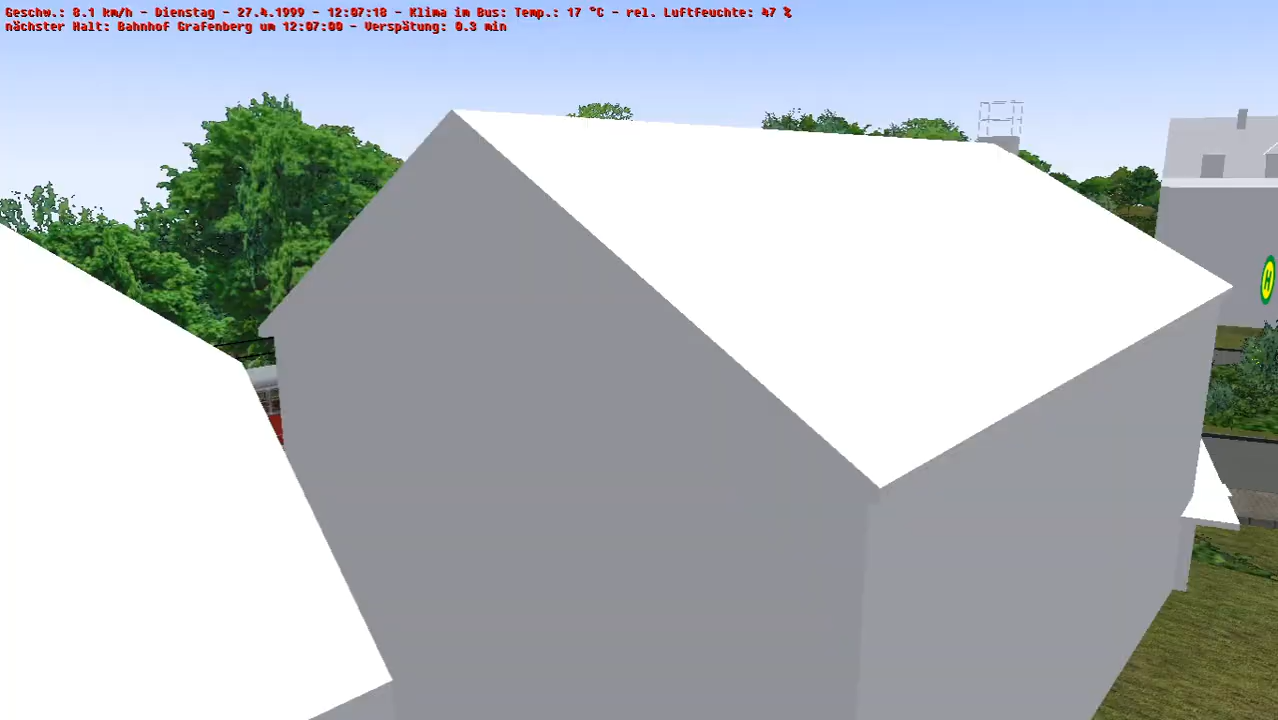 Geschw.: 8.1 km/h - Dienstag - 27.4.1999 - 12:07:18 - Klima im Bus: Temp.: 17 °C - rel. Luftfeuchte: 47 %
nächster Halt: Bahnhof Grafenberg um 12:07:00 - Verspätung: 0.3 min
H